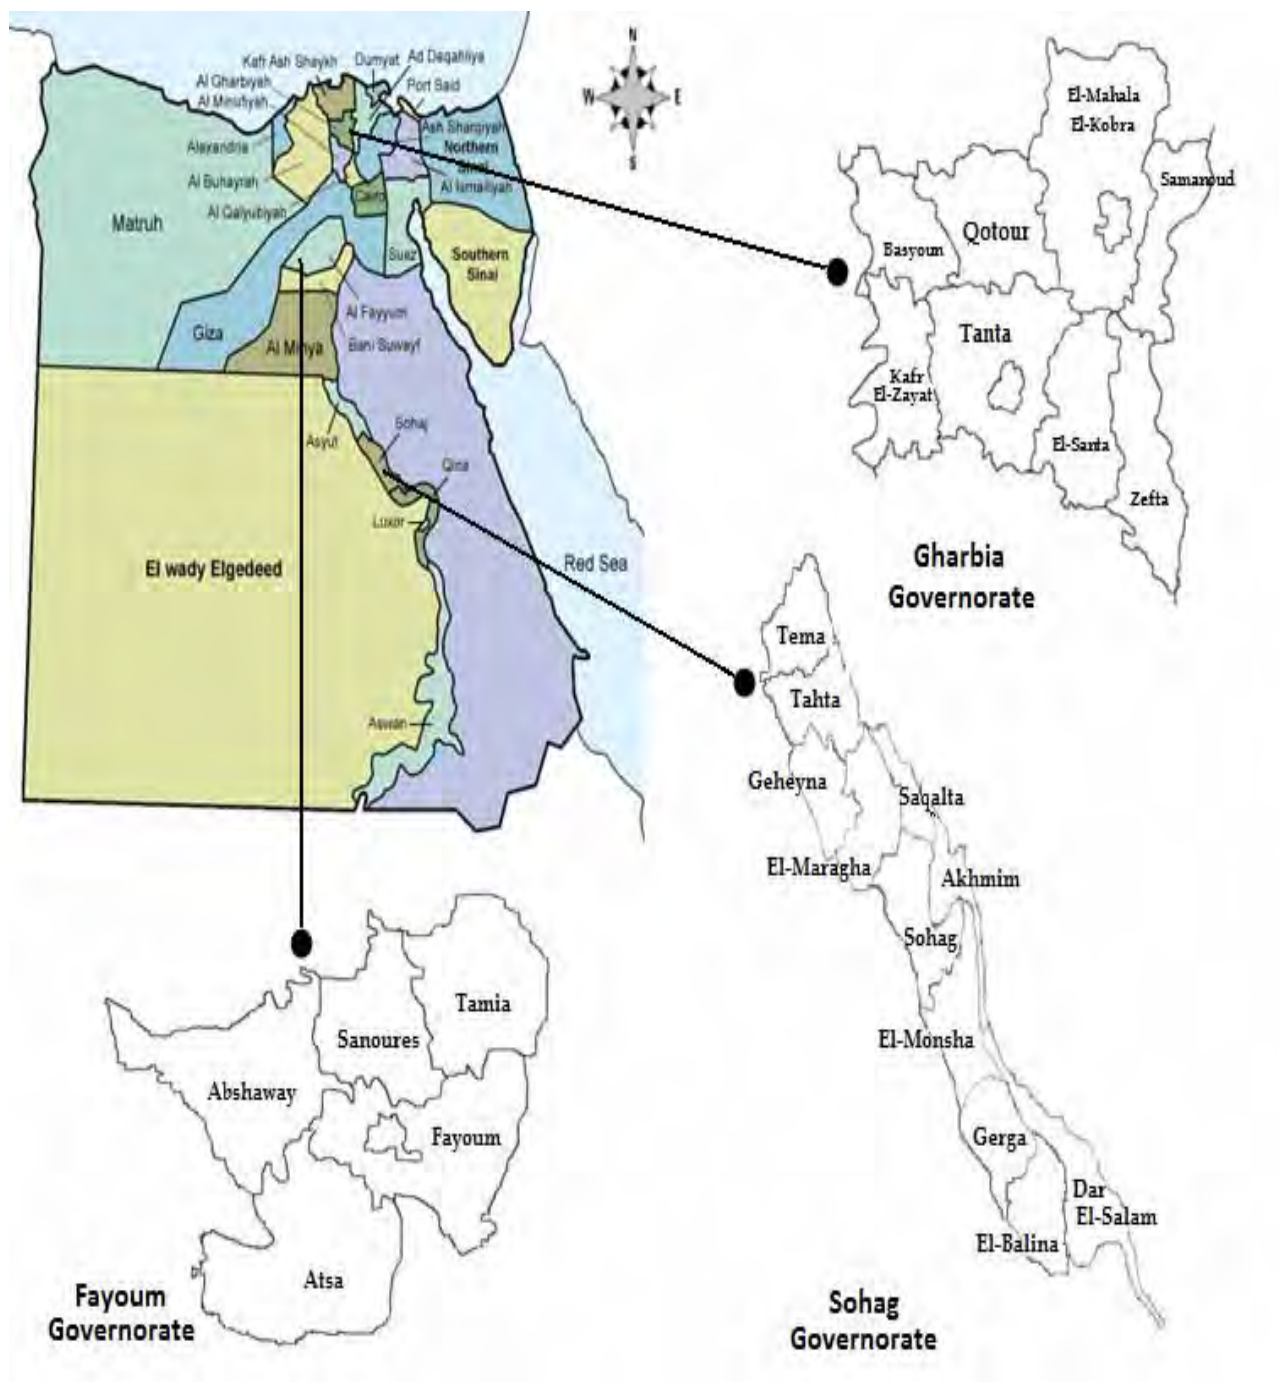 N
W
E
S
Kafr Ash Shaykh
Dumyat
Ad Daqahliya
Al Gharbiyah
Port Said
Al Minufiyah
Ash Sharqiyah
Alexandria
Northern
Al Buhayrah
Al Ismailiyah
Al Qalyubiyah
Cairo
Matruh
Suez
Southern
Sinai
Giza
Al Fayyum
Al Minya
Bani Suwayf
Asyut
Sohaj
Qina
Luxor
El wady Elgedeed
Red Sea
Aswan
El-Mahala
El-Kobra
Samanoud
Basyoum
Qotour
Tanta
Kafr
El-Zayat
El-Santa
Zefta
Gharbia
Governorate
Tema
Tahta
Geheyna
Saqalta
El-Maragha
Akhmim
Sohag
El-Monsha
Gerga
Dar
El-Salam
El-Balina
Sohag
Governorate
Tamia
Sanoures
Abshaway
Fayoum
Atsa
Fayoum
Governorate